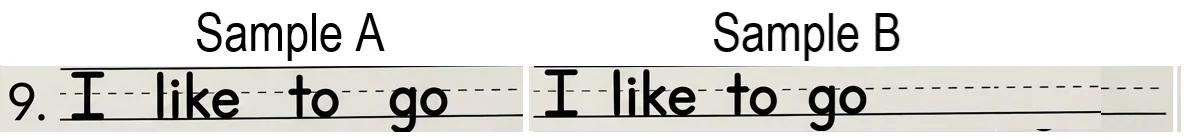 Sample A
Sample B
9. I like to go
I like to go